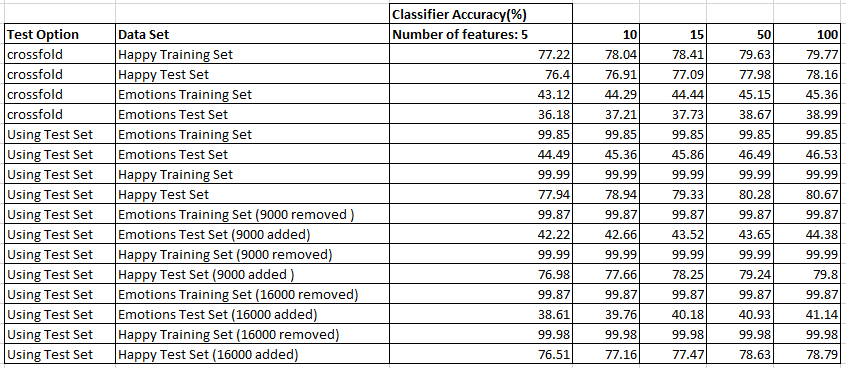 Classifier Accuracy(%)
Test Option Data Set Number of features: 5 10 15 50 100
crossfold Happy Training Set 77.22 78.04 78.41 79.63 79.77
crossfold Happy Test Set 76.4 76.91 77.09 77.98 78.16
crossfold Emotions Training Set 43.12 44.29 44.44 45.15 45.36
crossfold Emotions Test Set 36.18 37.21 37.73 38.67 38.99
Using Test Set Emotions Training Set 99.85 99.85 99.85 99.85 99.85
Using Test Set Emotions Test Set 44.49 45.36 45.86 46.49 46.53
Using Test Set Happy Training Set 99.99 99.99 99.99 99.99 99.99
Using Test Set Happy Test Set 77.94 78.94 79.33 80.28 80.67
Using Test Set Emotions Training Set (9000 removed ) 99.87 99.87 99.87 99.87 99.87
Using Test Set Emotions Test Set (9000 added) 42.22 42.66 43.52 43.65 44.38
Using Test Set Happy Training Set (9000 removed) 99.99 99.99 99.99 99.99 99.99
Using Test Set Happy Test Set (9000 added ) 76.98 77.66 78.25 79.24 79.8
Using Test Set Emotions Training Set (16000 removed) 99.87 99.87 99.87 99.87 99.87
Using Test Set Emotions Test Set (16000 added) 38.61 39.76 40.18 40.93 41.14
Using Test Set Happy Training Set (16000 removed) 99.98 99.98 99.98 99.98 99.98
Using Test Set Happy Test Set (16000 added) 76.51 77.16 77.47 78.63 78.79